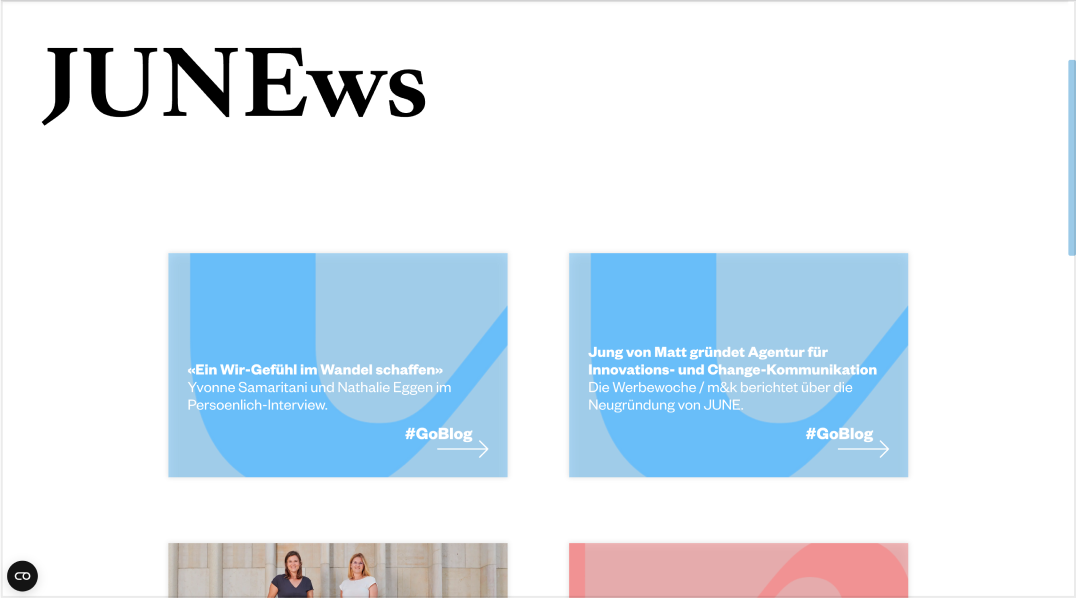 JUNEws
«Ein Wir-Gefühl im Wandel schaffen»
Yvonne Samaritani und Nathalie Eggen im
Persoenlich-Interview.
#GoBlog
Jung von Matt gründet Agentur für
Innovations- und Change-Kommunikation
Die Werbewoche / m&k berichtet über die
Neugründung von JUNE.
#GoBlog